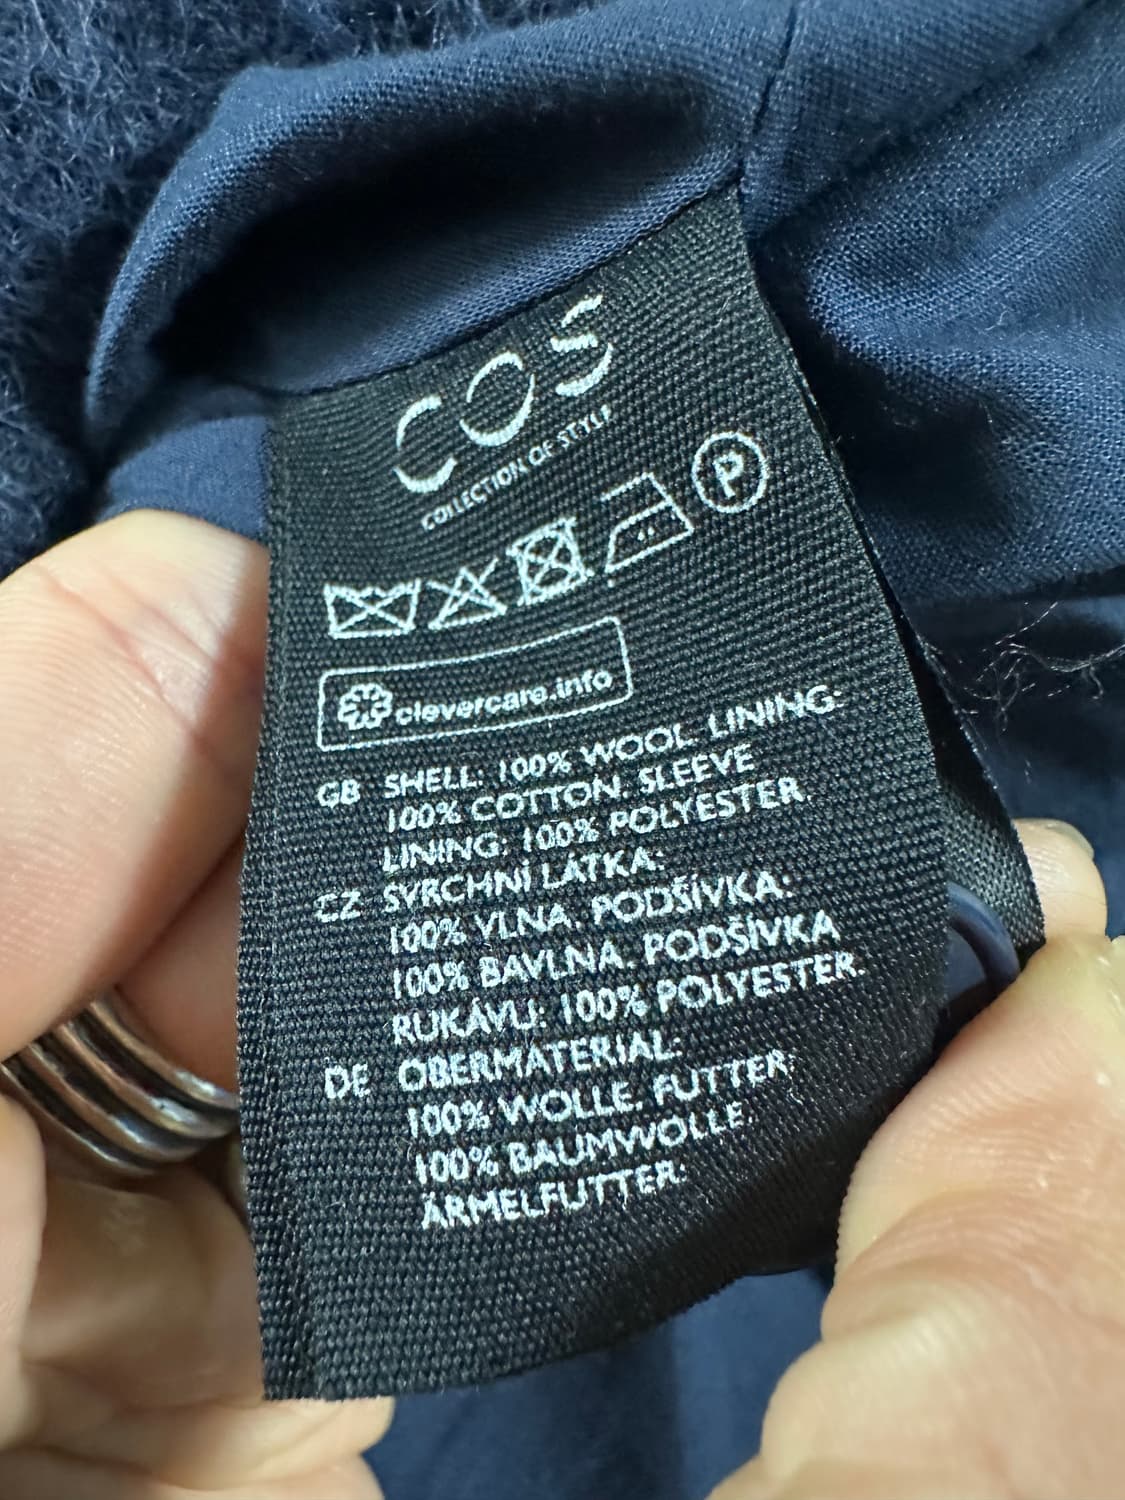 COS
COLLECTION OF STYLE
P
clevercare.info
GB SHELL: 100% WOOL. LINING:
100% COTTON. SLEEVE
LINING: 100% POLYESTER.
CZ SVRCHNÍ LÁTKA:
100% VLNA. PODŠÍVKA:
100% BAVLNA. PODŠÍVKA
RUKÁVU: 100% POLYESTER.
DE OBERMATERIAL:
100% WOLLE. FUTTER:
100% BAUMWOLLE.
ÄRMELFUTTER: